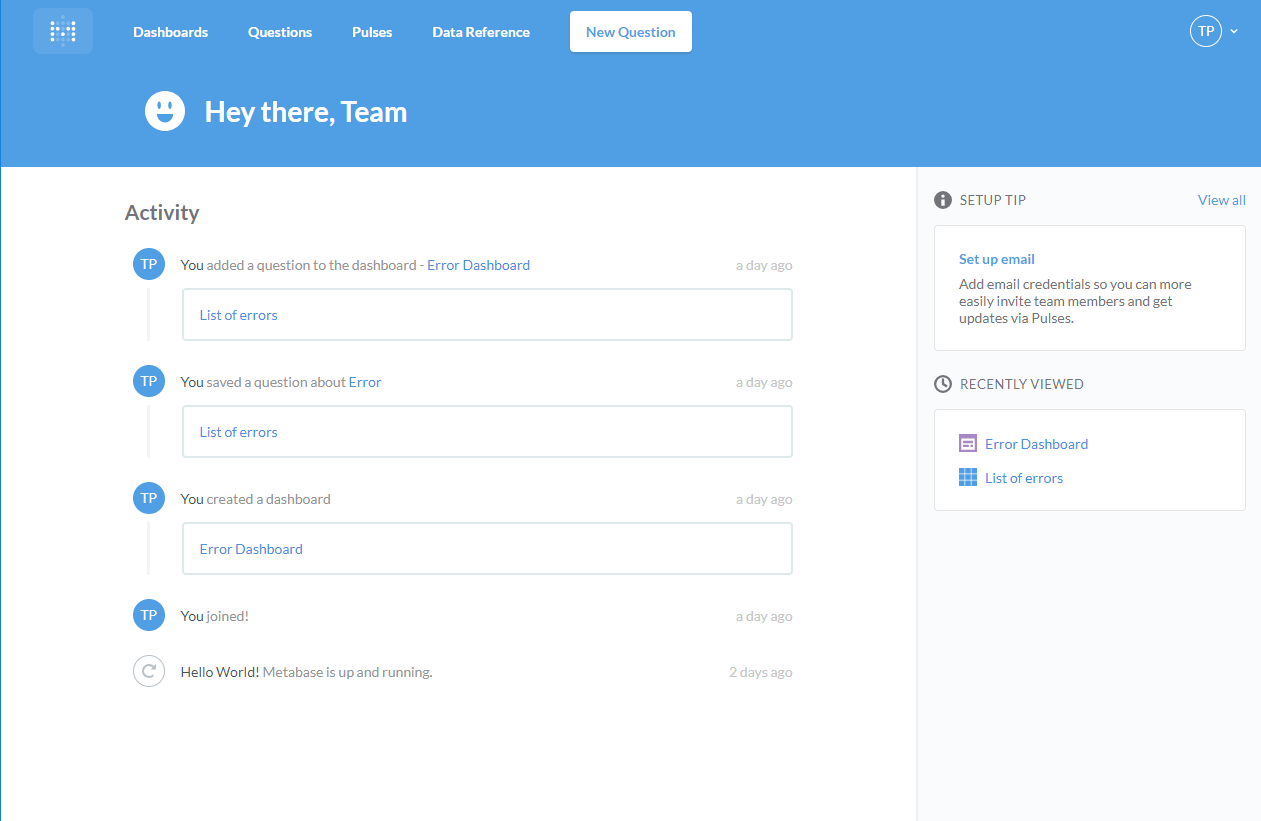 Dashboards Questions Pulses Data Reference New Question TP
Hey there, Team
Activity
TP You added a question to the dashboard - Error Dashboard a day ago
List of errors
TP You saved a question about Error a day ago
List of errors
TP You created a dashboard a day ago
Error Dashboard
TP You joined! a day ago
Hello World! Metabase is up and running. 2 days ago
SETUP TIP View all
Set up email
Add email credentials so you can more
easily invite team members and get
updates via Pulses.
RECENTLY VIEWED
Error Dashboard
List of errors